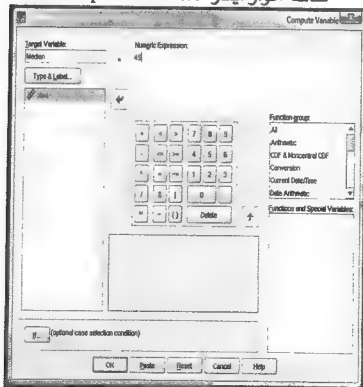 Compute Variable
Target Variable:
Numeric Expression:
Median
=
45
Type & Label...
Function group:
All
Arithmetic
CDF & Noncentral CDF
Conversion
Current Date/Time
Date Arithmetic
Functions and Special Variables:
+ < > 7 8 9
- <= >= 4 5 6
* = ~= 1 2 3
/ & | 0 .
** ~ () Delete
If... (optional case selection condition)
OK Paste Reset Cancel Help